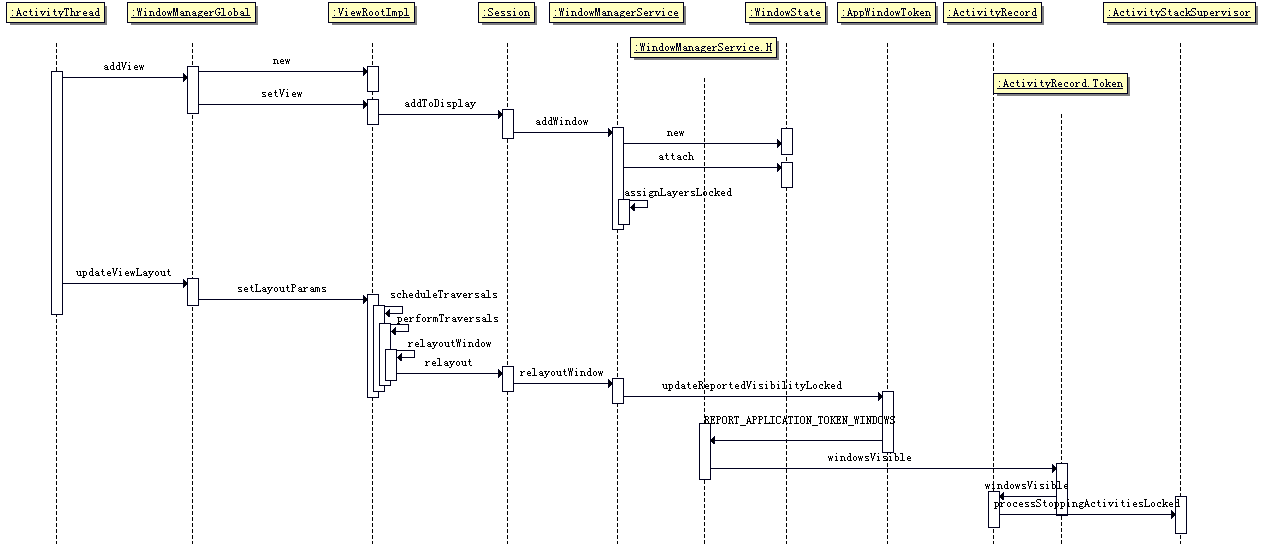 :ActivityThread
:WindowManagerGlobal
:ViewRootImpl
:Session
:WindowManagerService
:WindowState
:AppWindowToken
:ActivityRecord
:ActivityStackSupervisor
:WindowManagerService.H
:ActivityRecord.Token
addView
new
setView
addToDisplay
addWindow
new
attach
assignLayersLocked
updateViewLayout
setLayoutParams
scheduleTraversals
performTraversals
relayoutWindow
relayout
relayoutWindow
updateReportedVisibilityLocked
REPORT_APPLICATION_TOKEN_WINDOWS
windowsVisible
windowsVisible
processStoppingActivitiesLocked